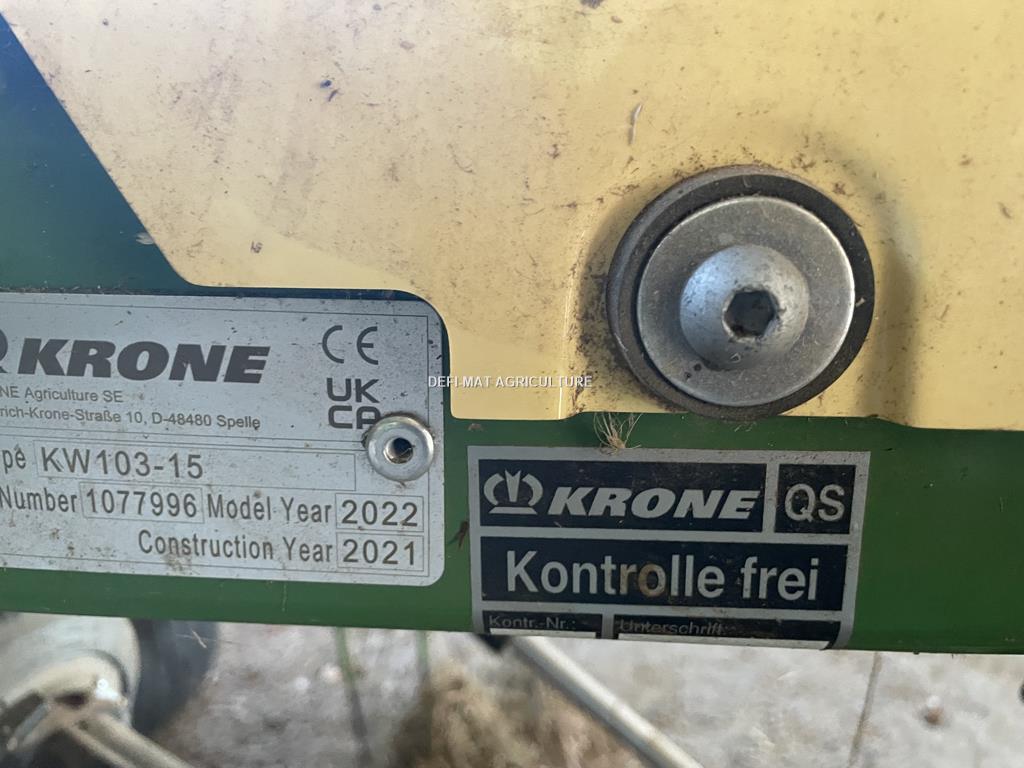 KRONE
CE
NE Agriculture SE
UK
CA
rich-Krone-Straße 10, D-48480 Spelle
pe KW103-15
Number 1077996 Model Year 2022
Construction Year 2021
DEFI-MAT AGRICULTURE
KRONE QS
Kontrolle frei
Kontr.-Nr.: Unterschrift